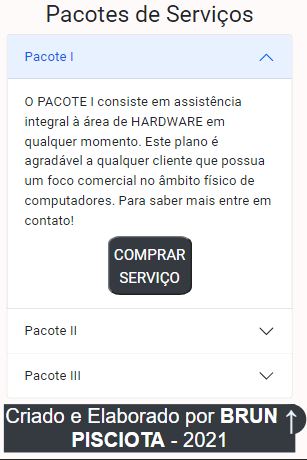 Pacotes de Serviços
Pacote I
O PACOTE I consiste em assistência
integral à área de HARDWARE em
qualquer momento. Este plano é
agradável a qualquer cliente que possua
um foco comercial no âmbito físico de
computadores. Para saber mais entre em
contato!
COMPRAR
SERVIÇO
Pacote II
Pacote III
Criado e Elaborado por BRUN
PISCIOTA - 2021